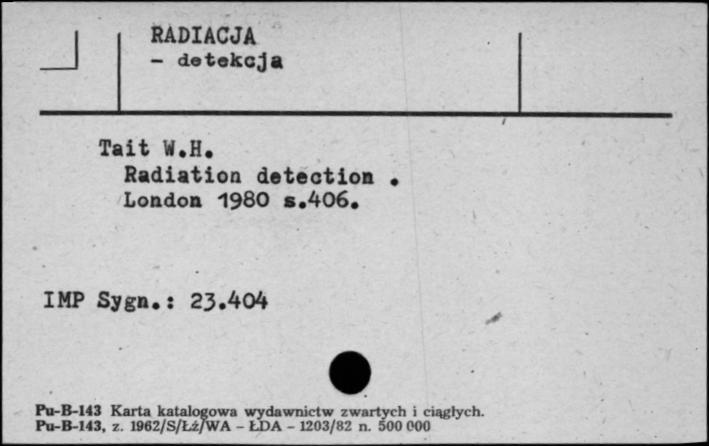 RADIACJA
- detekcja
Tait W.H.
Radiation detection .
London 1980 s.406.
IMP Sygn.: 23.404
Pu-B-143 Karta katalogowa wydawnictw zwartych i ciągłych.
Pu-B-143, z. 1962/S/Łż/WA - ŁDA - 1203/82 n. 500 000